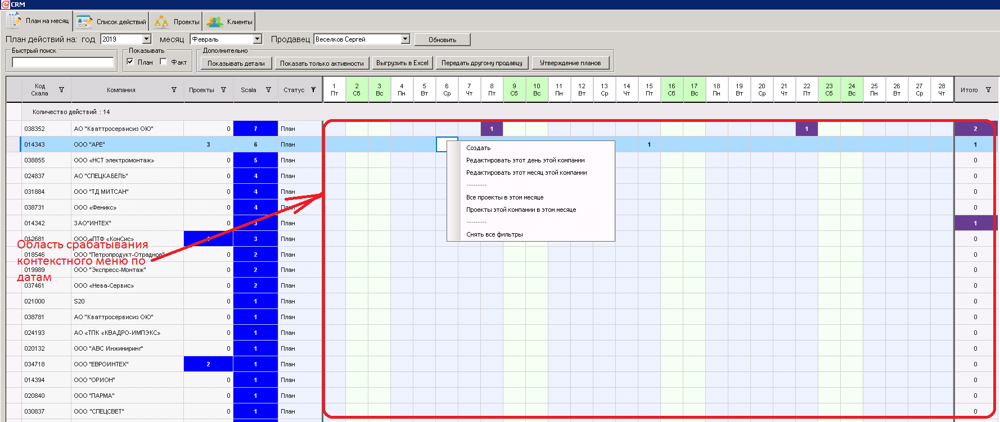 CRM
План на месяц Список действий Проекты Клиенты
План действий на: год 2019 месяц Февраль Продавец Веселков Сергей Обновить
Быстрый поиск Показывать Дополнительно
План Факт Показывать детали Показать только активности Выгрузить в Excel Передать другому продавцу Утверждение планов
Код Скала Компания Проекты Scala Статус 1 Пт 2 Сб 3 Вс 4 Пн 5 Вт 6 Ср 7 Чт 8 Пт 9 Сб 10 Вс 11 Пн 12 Вт 13 Ср 14 Чт 15 Пт 16 Сб 17 Вс 18 Пн 19 Вт 20 Ср 21 Чт 22 Пт 23 Сб 24 Вс 25 Пн 26 Вт 27 Ср 28 Чт Итого
Количество действий : 14
038352 АО "Кваттросервисиз ОЮ" 0 7 План 1 1 2
014343 ООО "АРЕ" 3 6 План 1 1
038855 ООО «НСТ электромонтаж» 0 5 План 0
024837 АО "СПЕЦКАБЕЛЬ" 0 4 План 0
031884 ООО "ТД МИТСАН" 0 4 План 0
038731 ООО «Феникс» 0 4 План 0
014342 ЗАО"ИНТЕХ" 0 3 План 1
012681 ООО «ПТФ «КонСис» 3 План 0
018546 ООО "Петропродукт-Отрадное" 0 2 План 0
019989 ООО "Экспресс-Монтаж" 0 2 План 0
037461 ООО «Нева-Сервис» 0 2 План 0
021000 S20 0 1 План 0
038781 АО "Кваттросервисиз ОЮ" 0 1 План 0
024193 АО «ТПК «КВАДРО-ИМПЭКС» 0 1 План 0
020132 ООО "АВС Инжиниринг" 0 1 План 0
034718 ООО "ЕВРОИНТЕХ" 2 1 План 0
014394 ООО "ОРИОН" 0 1 План 0
020840 ООО "ПАРМА" 0 1 План 0
030837 ООО "СПЕЦСВЕТ" 0 1 План 0
Создать
Редактировать этот день этой компании
Редактировать этот месяц этой компании
---------
Все проекты в этом месяце
Проекты этой компании в этом месяце
---------
Снять все фильтры
Область срабатывания
контекстного меню по
датам